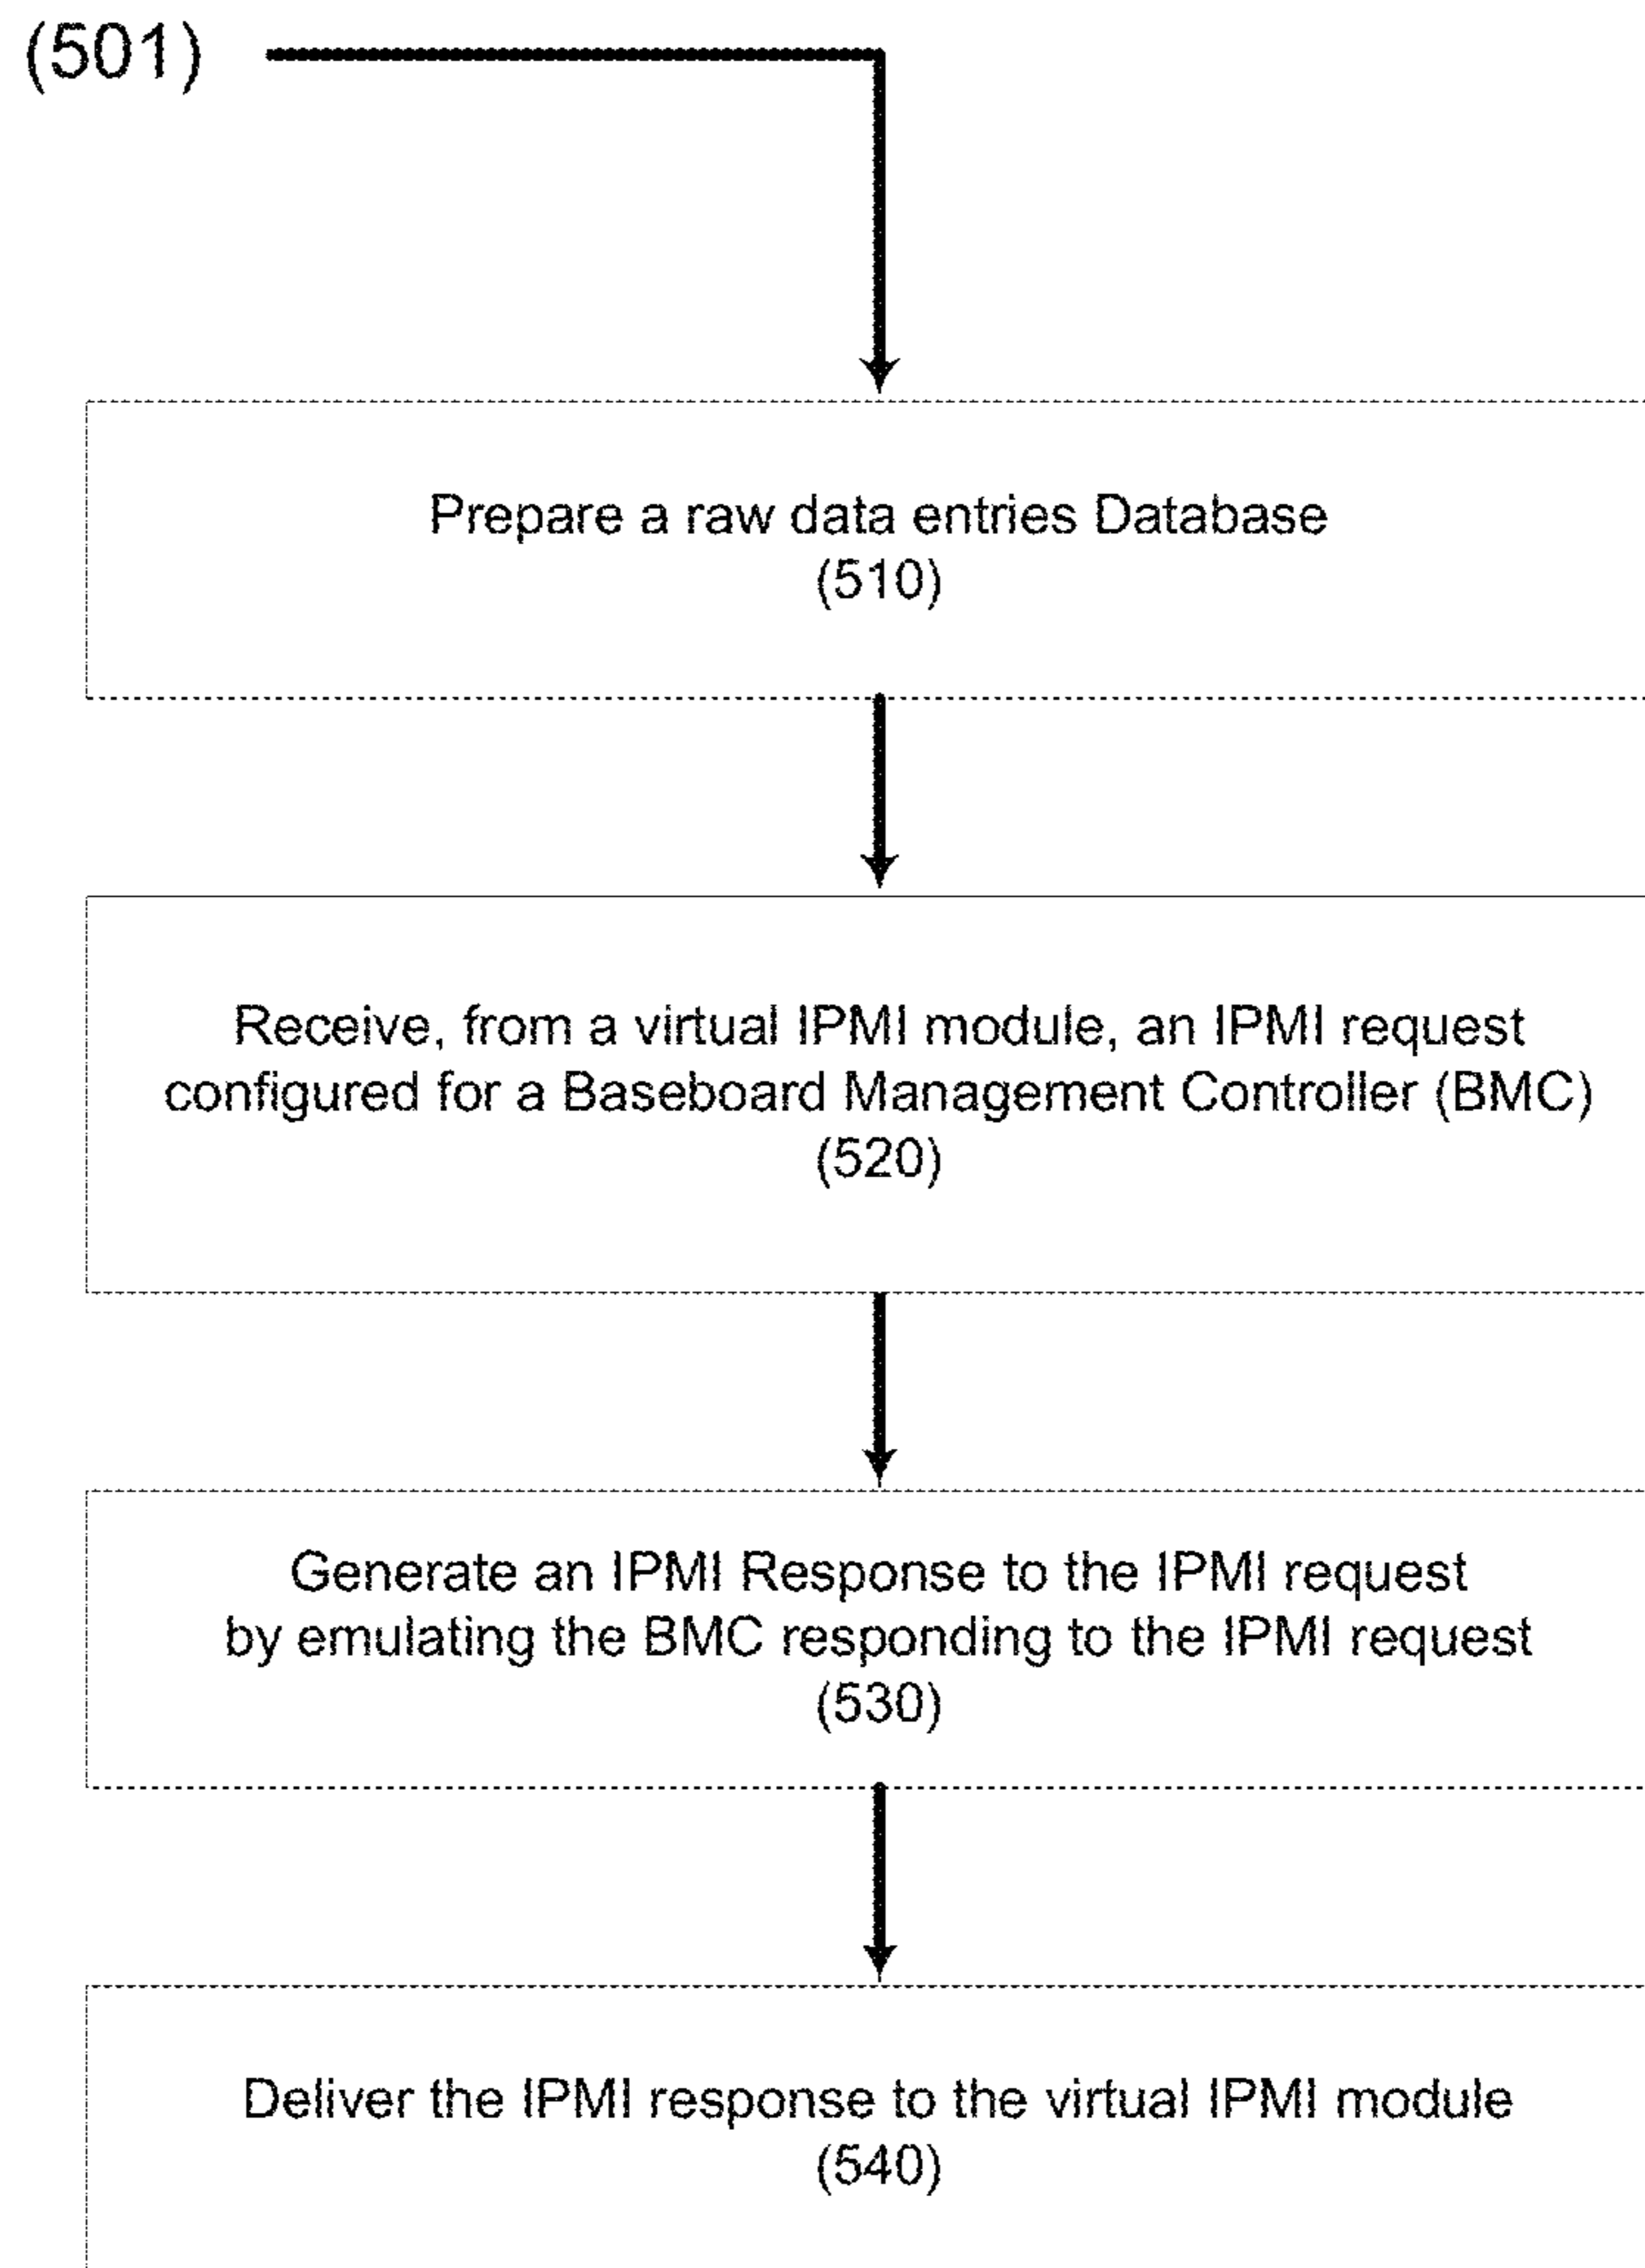 (501)
Prepare a raw data entries Database
(510)
Receive, from a virtual IPMI module, an IPMI request
configured for a Baseboard Management Controller (BMC)
(520)
Generate an IPMI Response to the IPMI request
by emulating the BMC responding to the IPMI request
(530)
Deliver the IPMI response to the virtual IPMI module
(540)